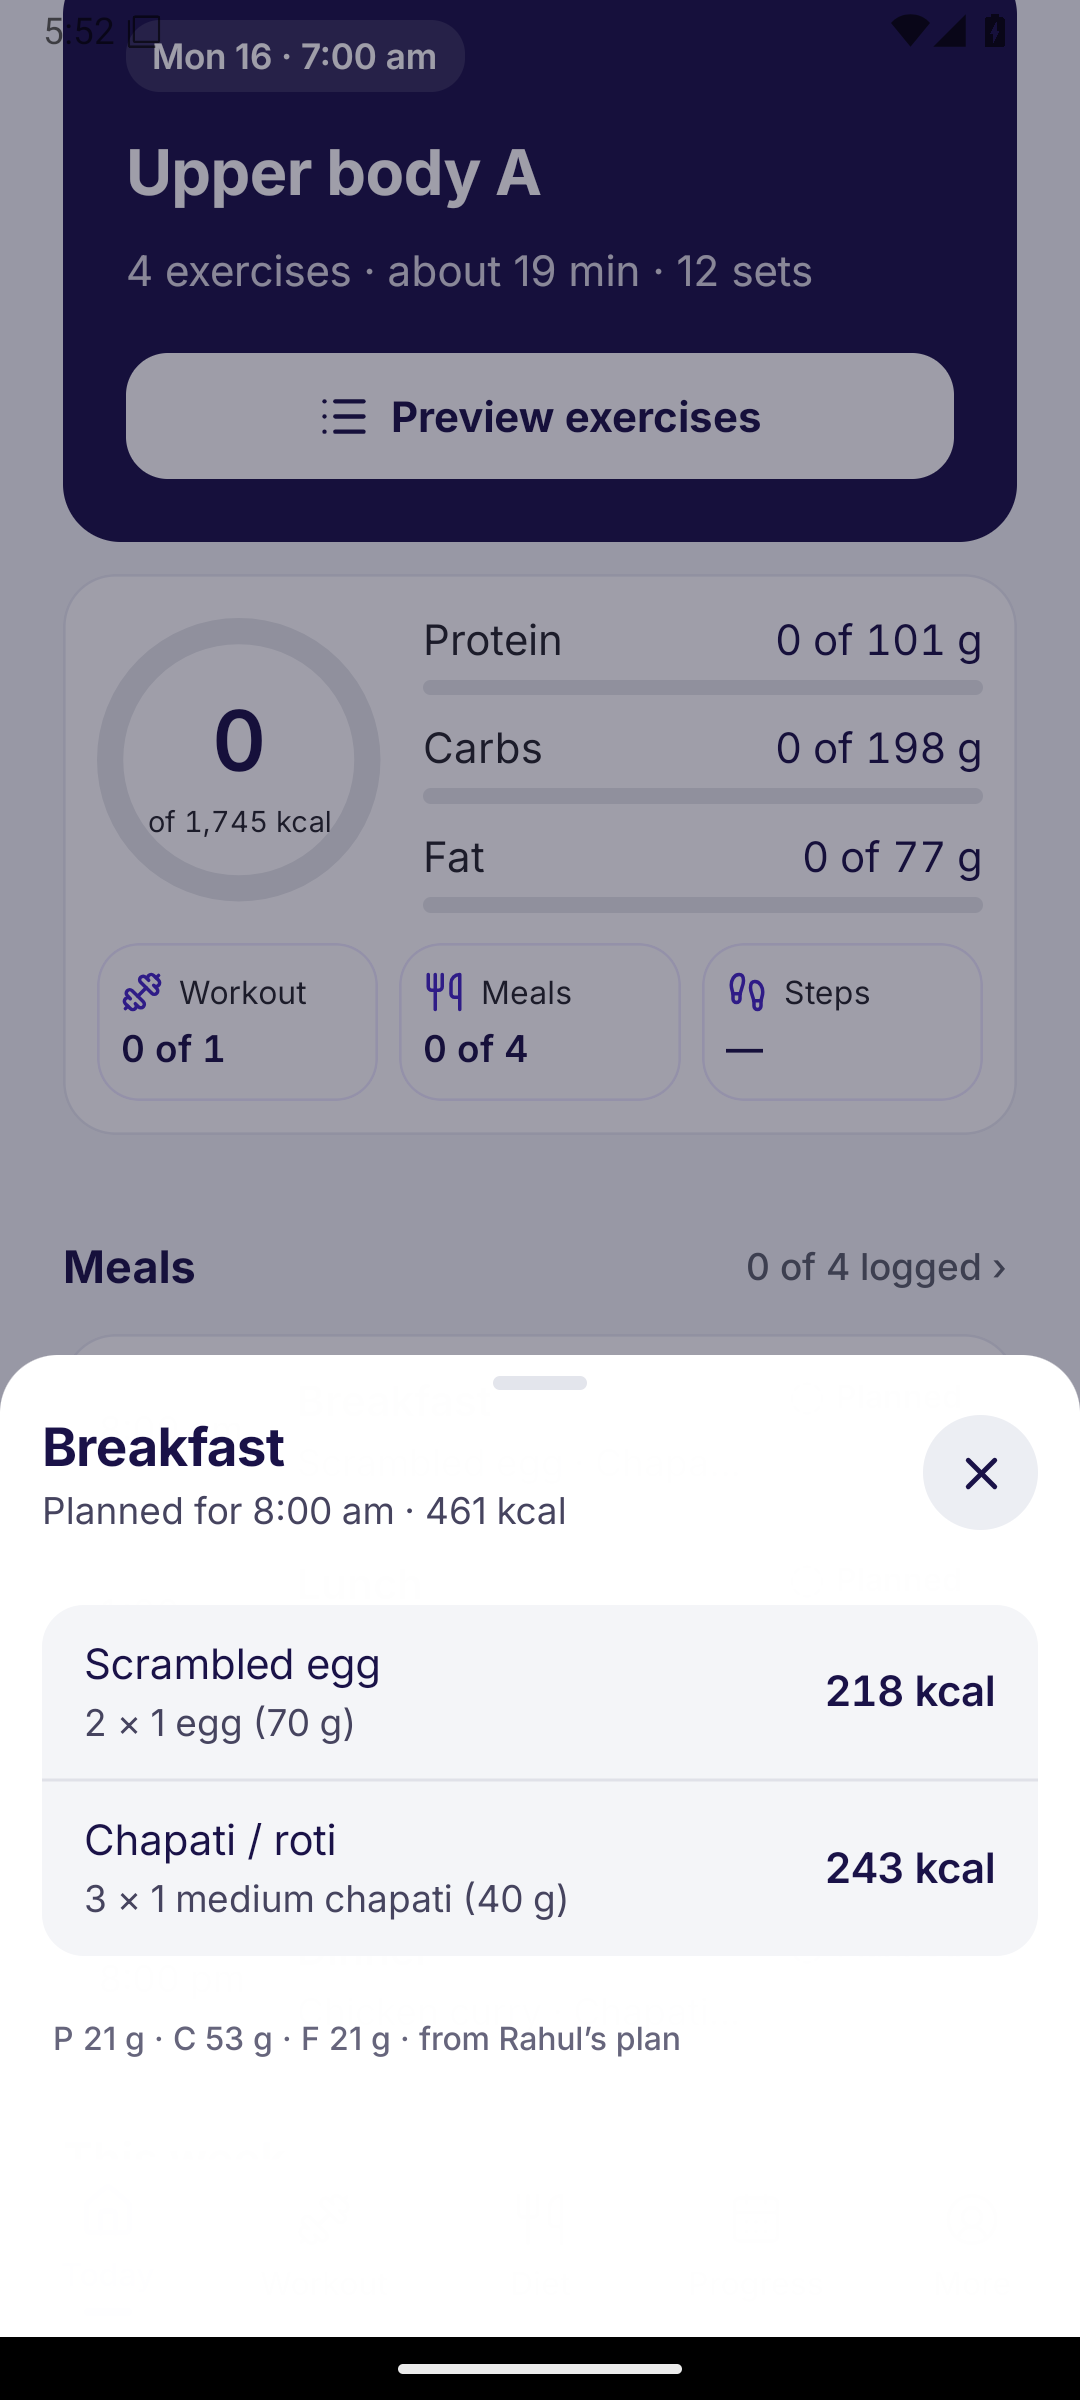 5:52
Mon 16 · 7:00 am
Upper body A
4 exercises · about 19 min · 12 sets
Preview exercises
Protein 0 of 101 g
0
of 1,745 kcal
Carbs 0 of 198 g
Fat 0 of 77 g
Workout
0 of 1
Meals
0 of 4
Steps
—
Meals 0 of 4 logged ›
Breakfast
Planned for 8:00 am · 461 kcal
Scrambled egg
2 × 1 egg (70 g)
218 kcal
Chapati / roti
3 × 1 medium chapati (40 g)
243 kcal
P 21 g · C 53 g · F 21 g · from Rahul’s plan